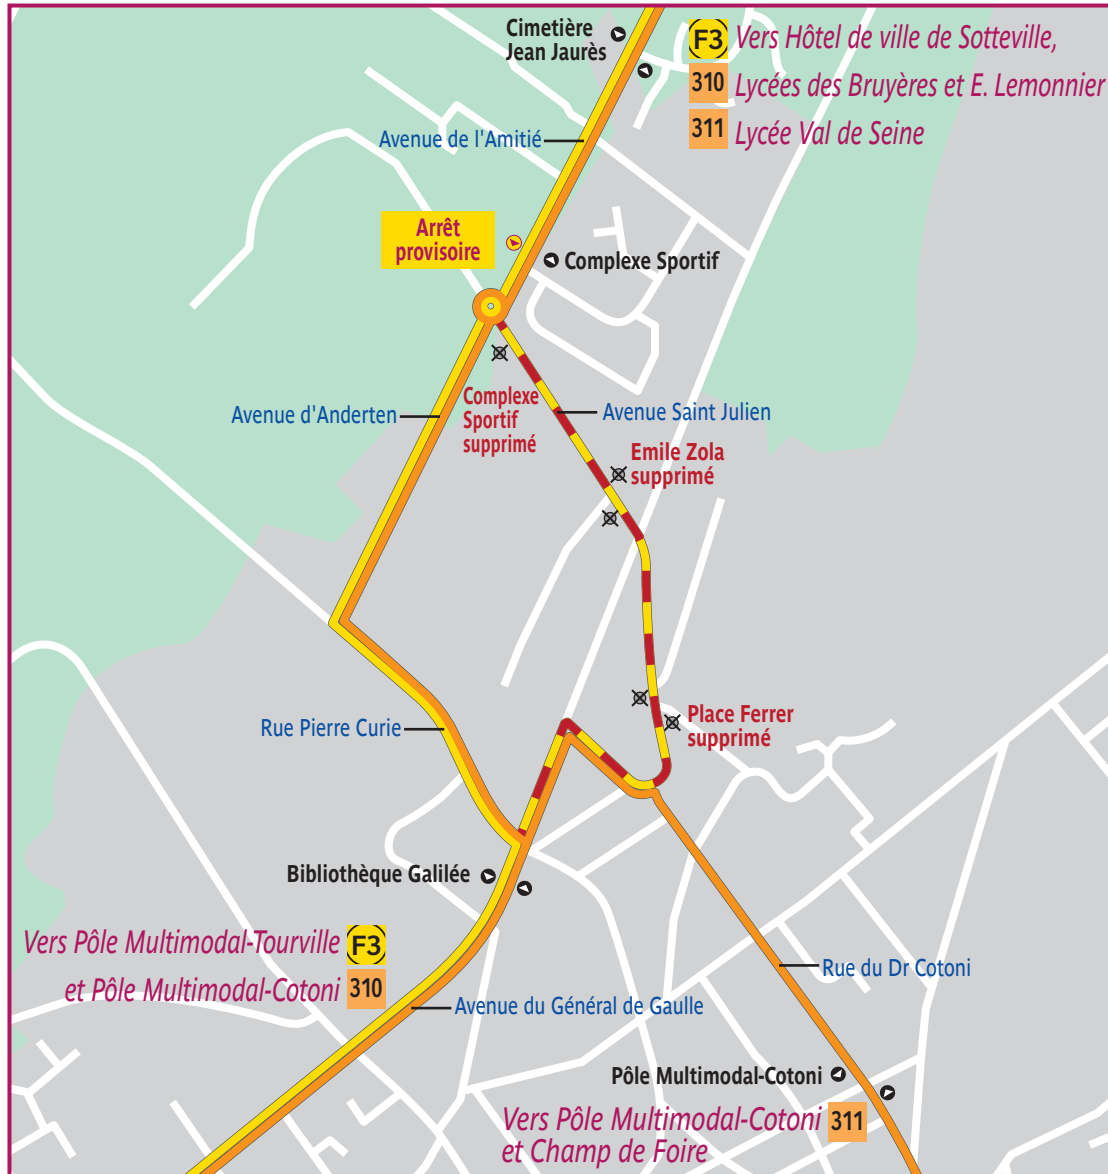 Cimetière
Jean Jaurès
F3 Vers Hôtel de ville de Sotteville,
310 Lycées des Bruyères et E. Lemonnier
311 Lycée Val de Seine
Avenue de l'Amitié
Arrêt
provisoire
Complexe Sportif
Complexe
Sportif
supprimé
Avenue d'Anderten
Avenue Saint Julien
Emile Zola
supprimé
Place Ferrer
supprimé
Rue Pierre Curie
Bibliothèque Galilée
Vers Pôle Multimodal-Tourville F3
et Pôle Multimodal-Cotoni 310
Rue du Dr Cotoni
Avenue du Général de Gaulle
Pôle Multimodal-Cotoni
Vers Pôle Multimodal-Cotoni 311
et Champ de Foire